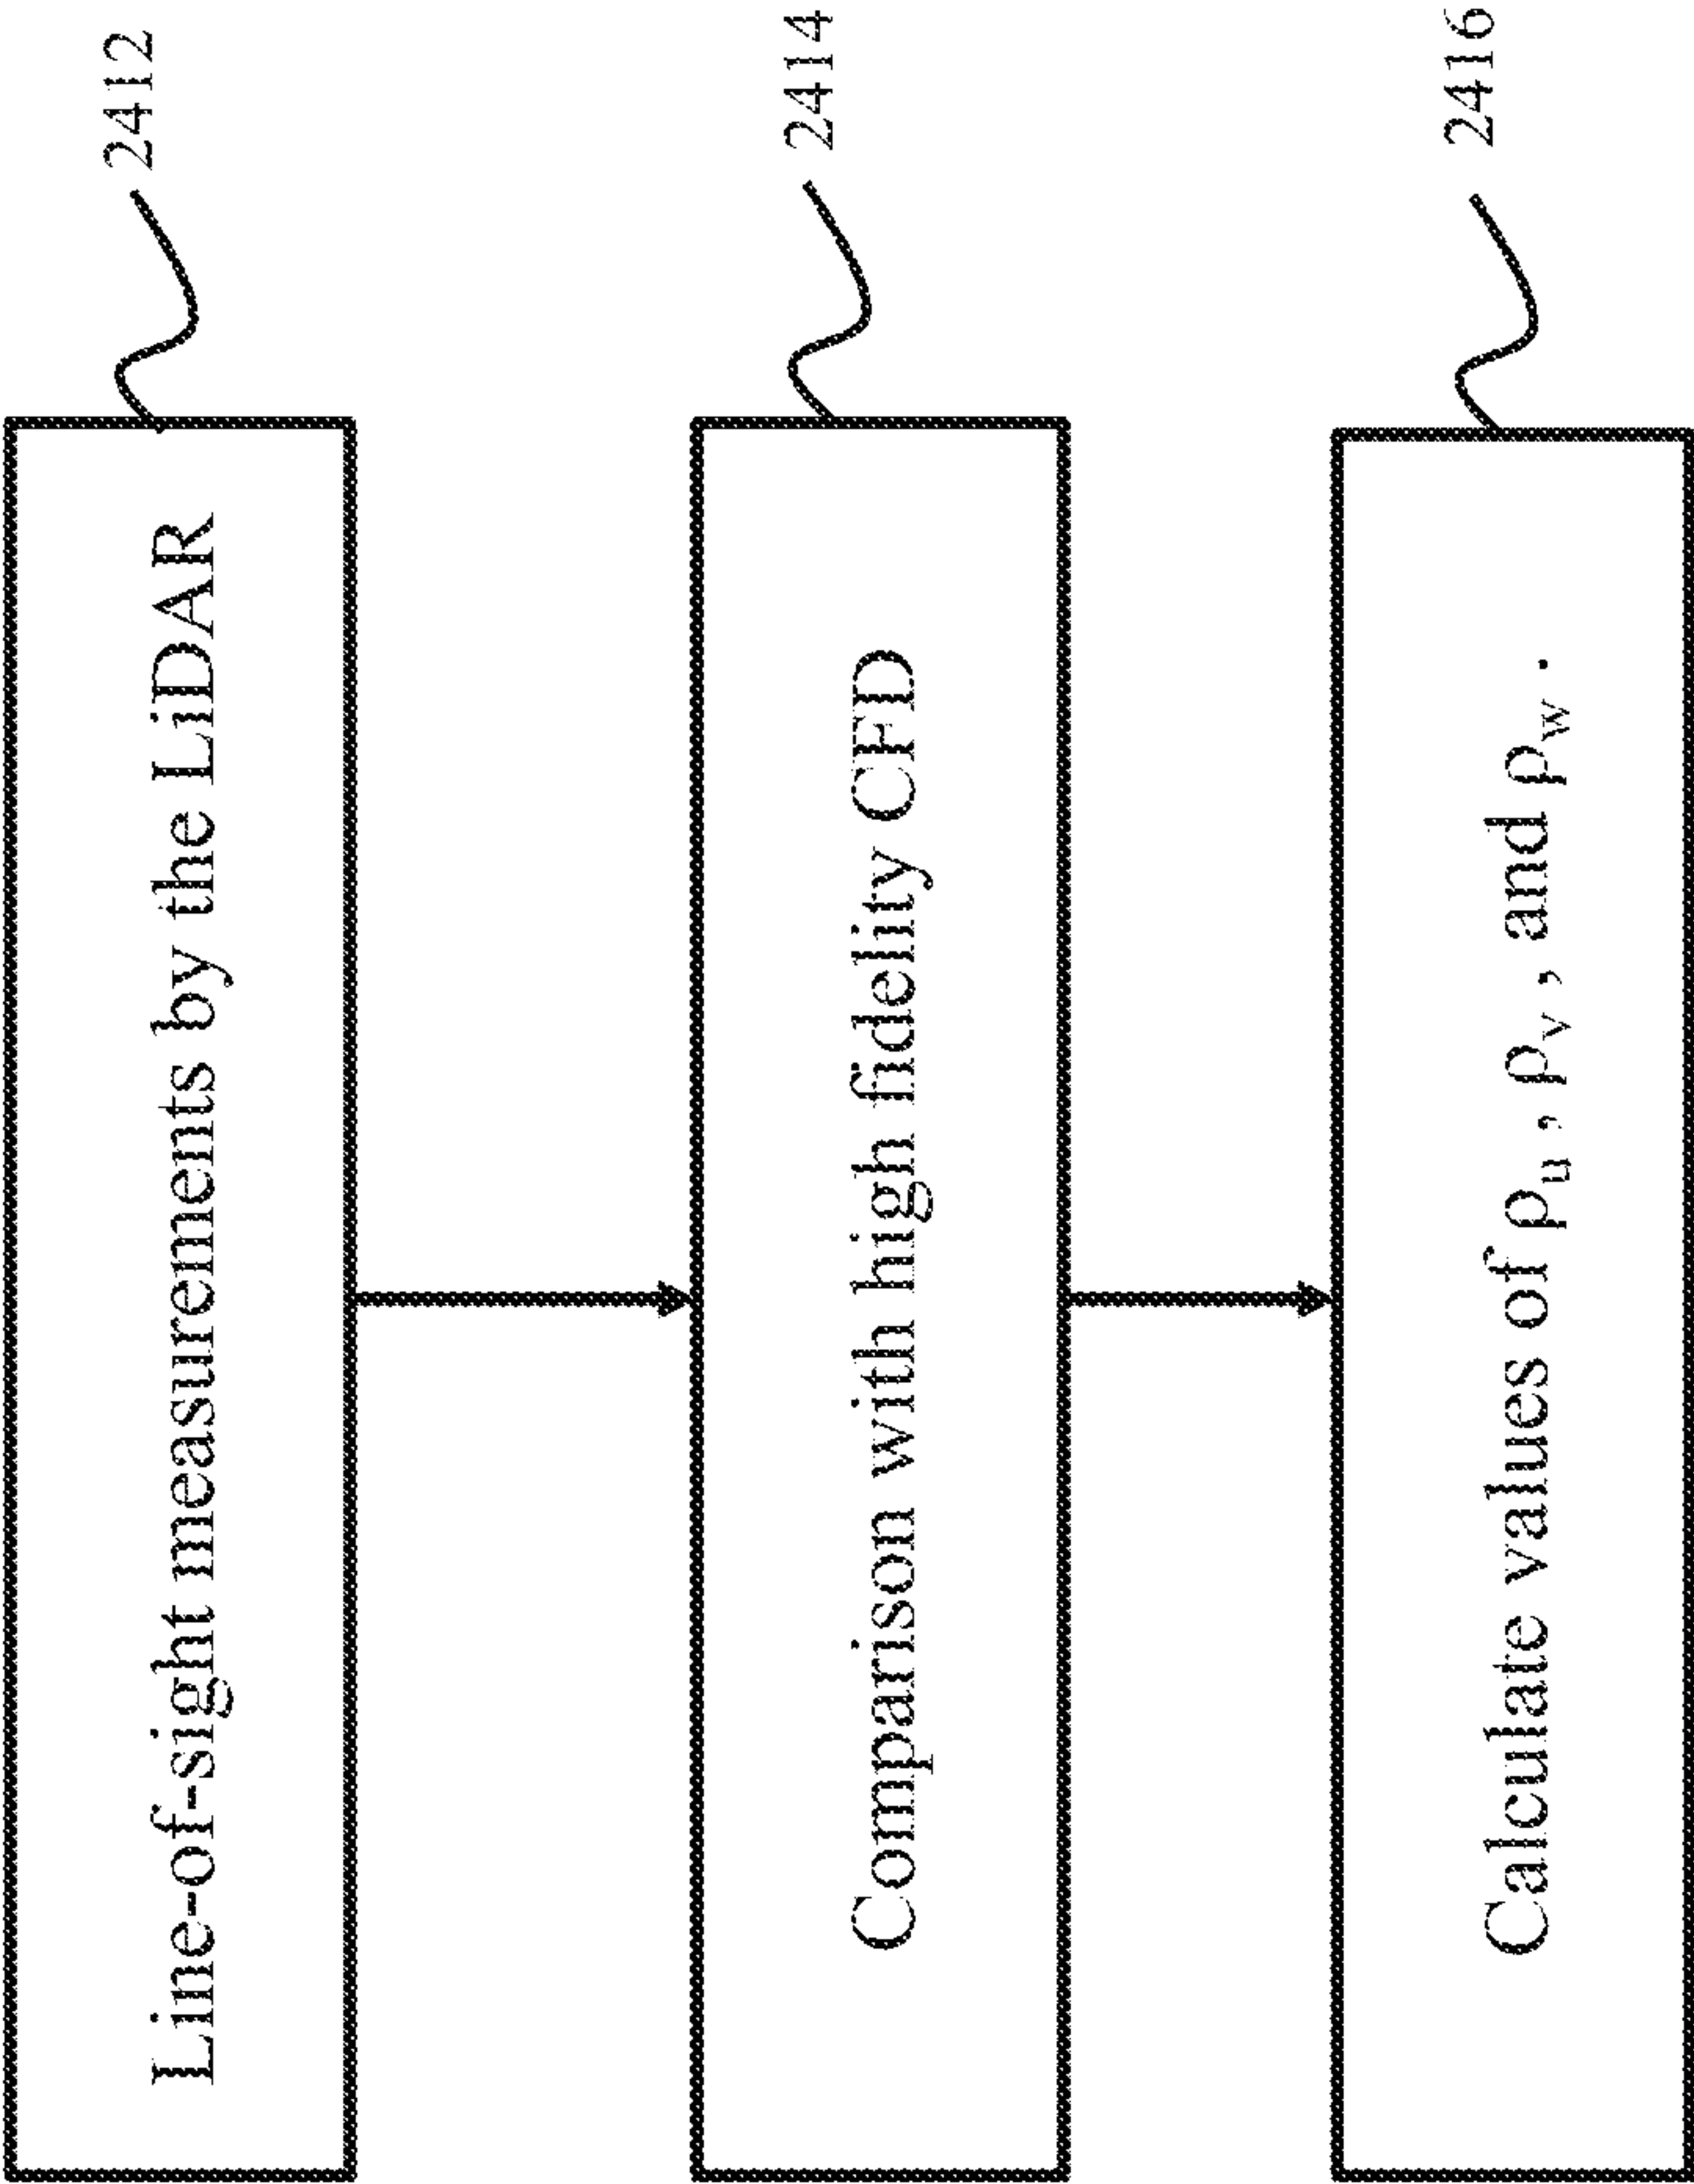 Line-of-sight measurements by the LiDAR
2412
Comparison with high fidelity CFD
2414
Calculate values of ρu , ρv , and ρw .
2416